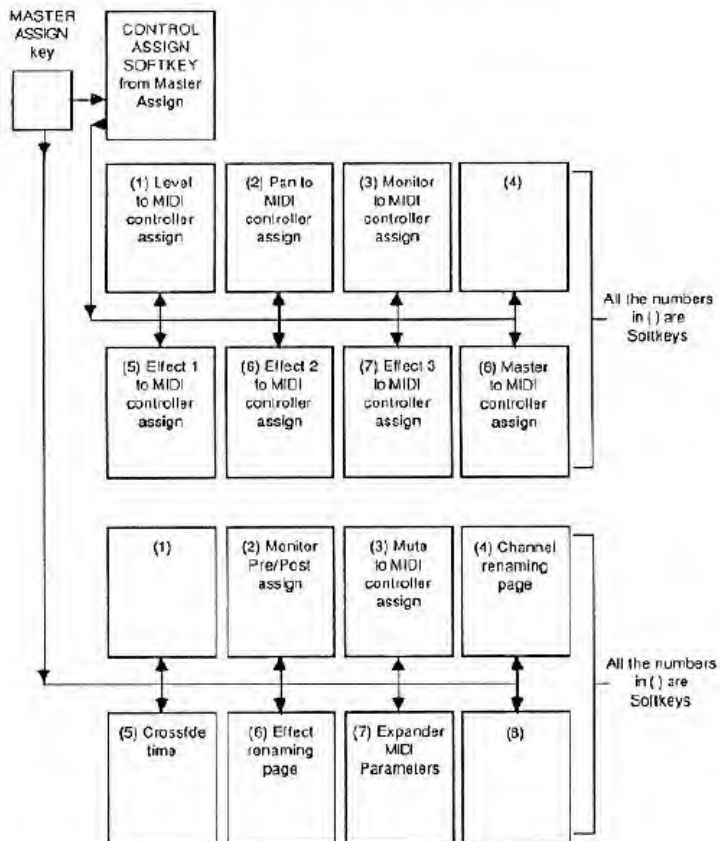 MASTER
ASSIGN
key
CONTROL
ASSIGN
SOFTKEY
from Master
Assign
(1) Level
to MIDI
controller
assign
(2) Pan to
MIDI
controller
assign
(3) Monitor
to MIDI
controller
assign
(4)
All the numbers
in ( ) are
Softkeys
(5) Effect 1
to MIDI
controller
assign
(6) Effect 2
to MIDI
controller
assign
(7) Effect 3
to MIDI
controller
assign
(8) Master
to MIDI
controller
assign
(1)
(2) Monitor
Pre/Post
assign
(3) Mute
to MIDI
controller
assign
(4) Channel
renaming
page
All the numbers
in ( ) are
Softkeys
(5) Crossfde
time
(6) Effect
renaming
page
(7) Expander
MIDI
Parameters
(8)